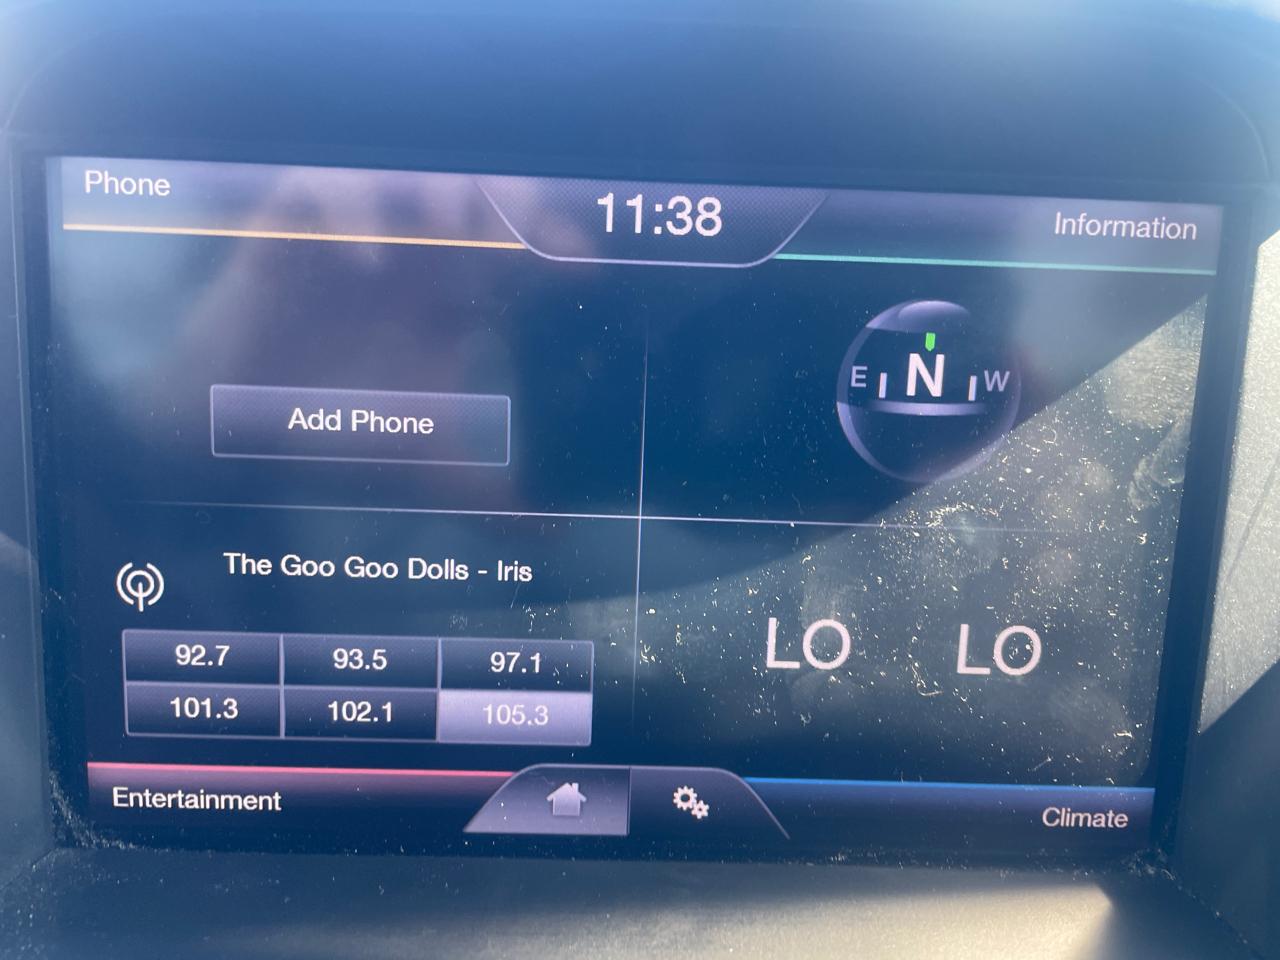 Phone
11:38
Information
E N W
Add Phone
The Goo Goo Dolls - Iris
92.7 93.5 97.1
101.3 102.1 105.3
LO LO
Entertainment
Climate